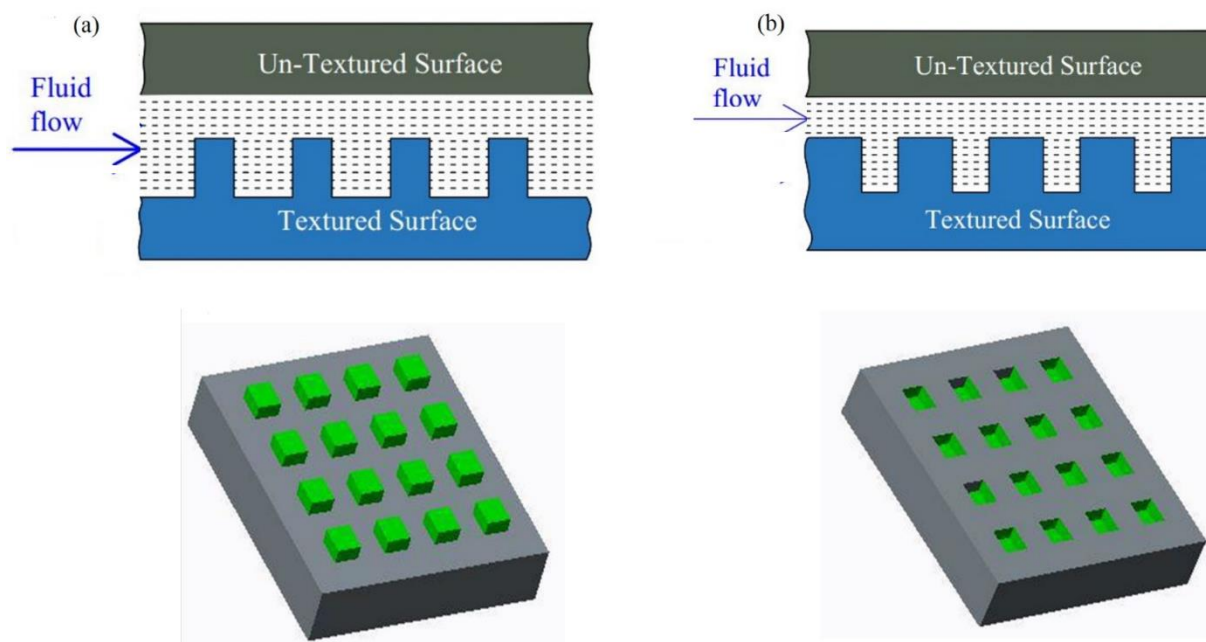 (a)
Un-Textured Surface
Fluid
flow
Textured Surface
(b)
Un-Textured Surface
Fluid
flow
Textured Surface